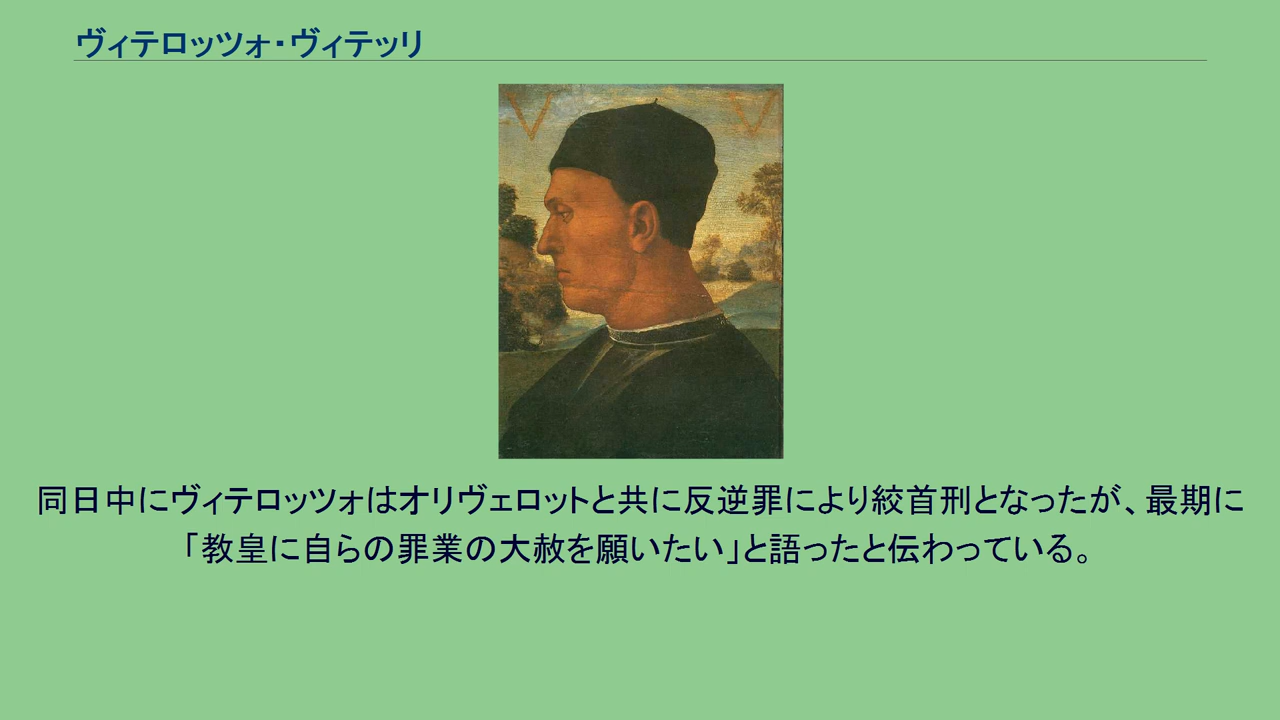 ヴィテロッツォ・ヴィテッリ
V V
同日中にヴィテロッツォはオリヴェロットと共に反逆罪により絞首刑となったが、最期に
「教皇に自らの罪業の大赦を願いたい」と語ったと伝わっている。